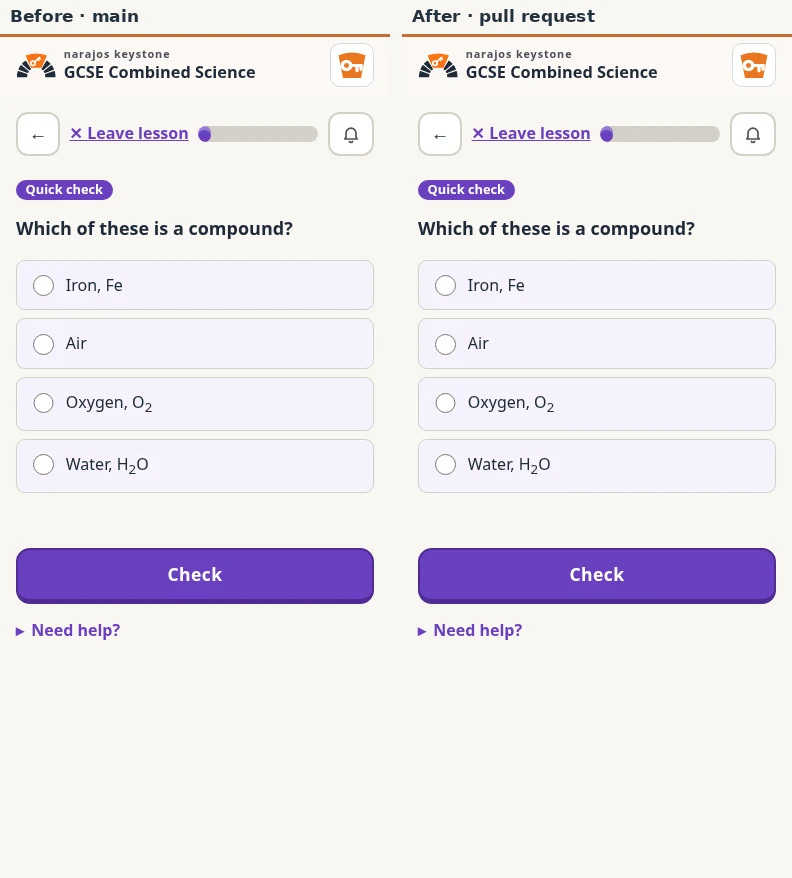 Before · main
narajos keystone
GCSE Combined Science
← ✕ Leave lesson
Quick check
Which of these is a compound?
Iron, Fe
Air
Oxygen, O₂
Water, H₂O
Check
▸ Need help?
After · pull request
narajos keystone
GCSE Combined Science
← ✕ Leave lesson
Quick check
Which of these is a compound?
Iron, Fe
Air
Oxygen, O₂
Water, H₂O
Check
▸ Need help?